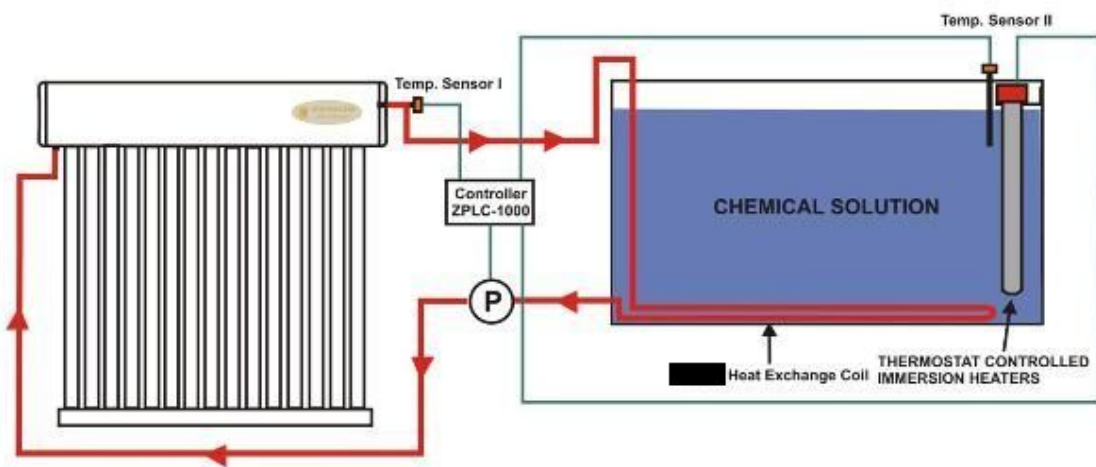 Temp. Sensor II
Temp. Sensor I
Controller
ZPLC-1000
CHEMICAL SOLUTION
P
Heat Exchange Coil
THERMOSTAT CONTROLLED
IMMERSION HEATERS